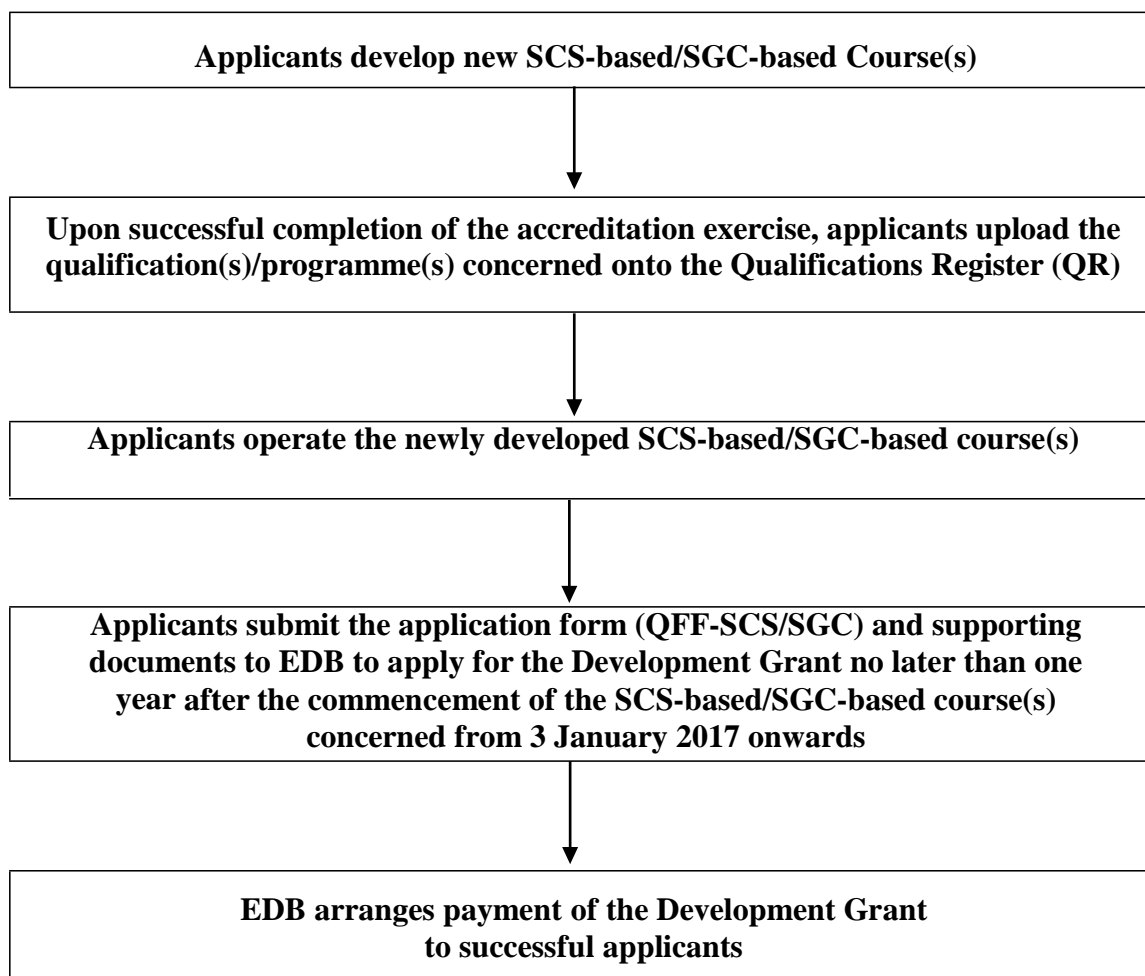 Applicants develop new SCS-based/SGC-based Course(s)
Upon successful completion of the accreditation exercise, applicants upload the
qualification(s)/programme(s) concerned onto the Qualifications Register (QR)
Applicants operate the newly developed SCS-based/SGC-based course(s)
Applicants submit the application form (QFF-SCS/SGC) and supporting
documents to EDB to apply for the Development Grant no later than one
year after the commencement of the SCS-based/SGC-based course(s)
concerned from 3 January 2017 onwards
EDB arranges payment of the Development Grant
to successful applicants